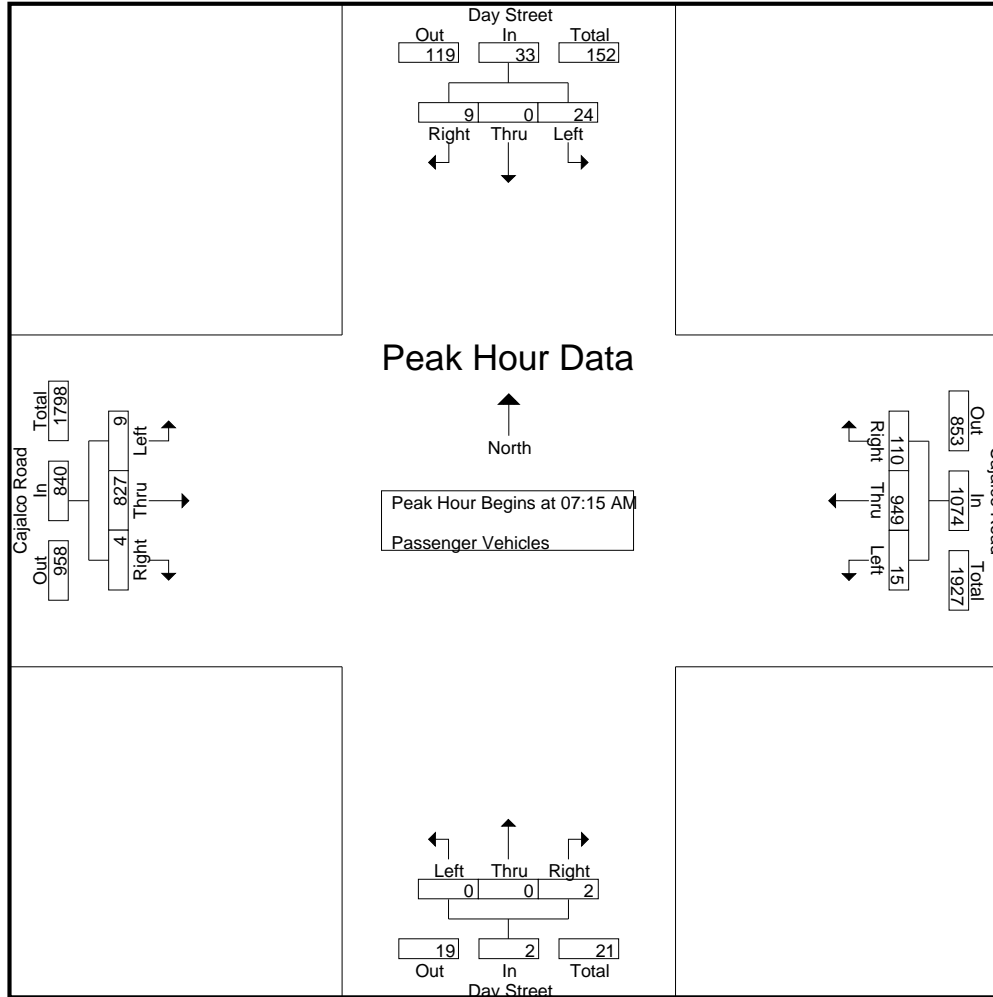 Day Street
Out In Total
119 33 152
9 0 24
Right Thru Left
Peak Hour Data
North
Peak Hour Begins at 07:15 AM
Passenger Vehicles
Cajalco Road
Out In Total
958 840 1798
9 827 4
Left Thru Right
Out In Total
853 1074 1927
110 949 15
Right Thru Left
Left Thru Right
0 0 2
19 2 21
Out In Total
Day Street